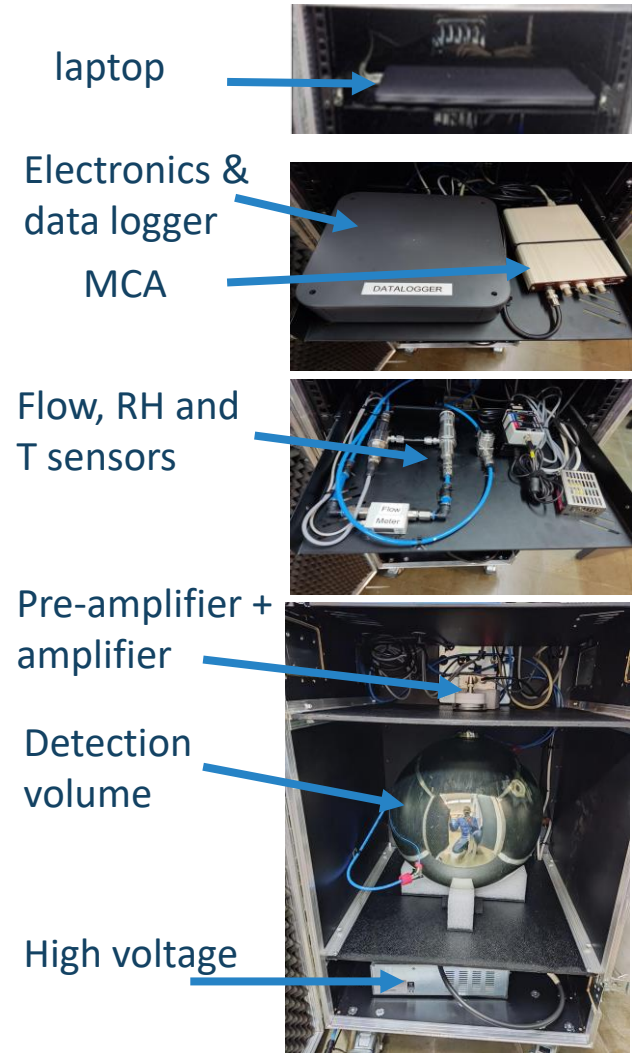 laptop
Electronics &
data logger
MCA
DATALOGGER
Flow, RH and
T sensors
Flow
Meter
Pre-amplifier +
amplifier
Detection
volume
High voltage